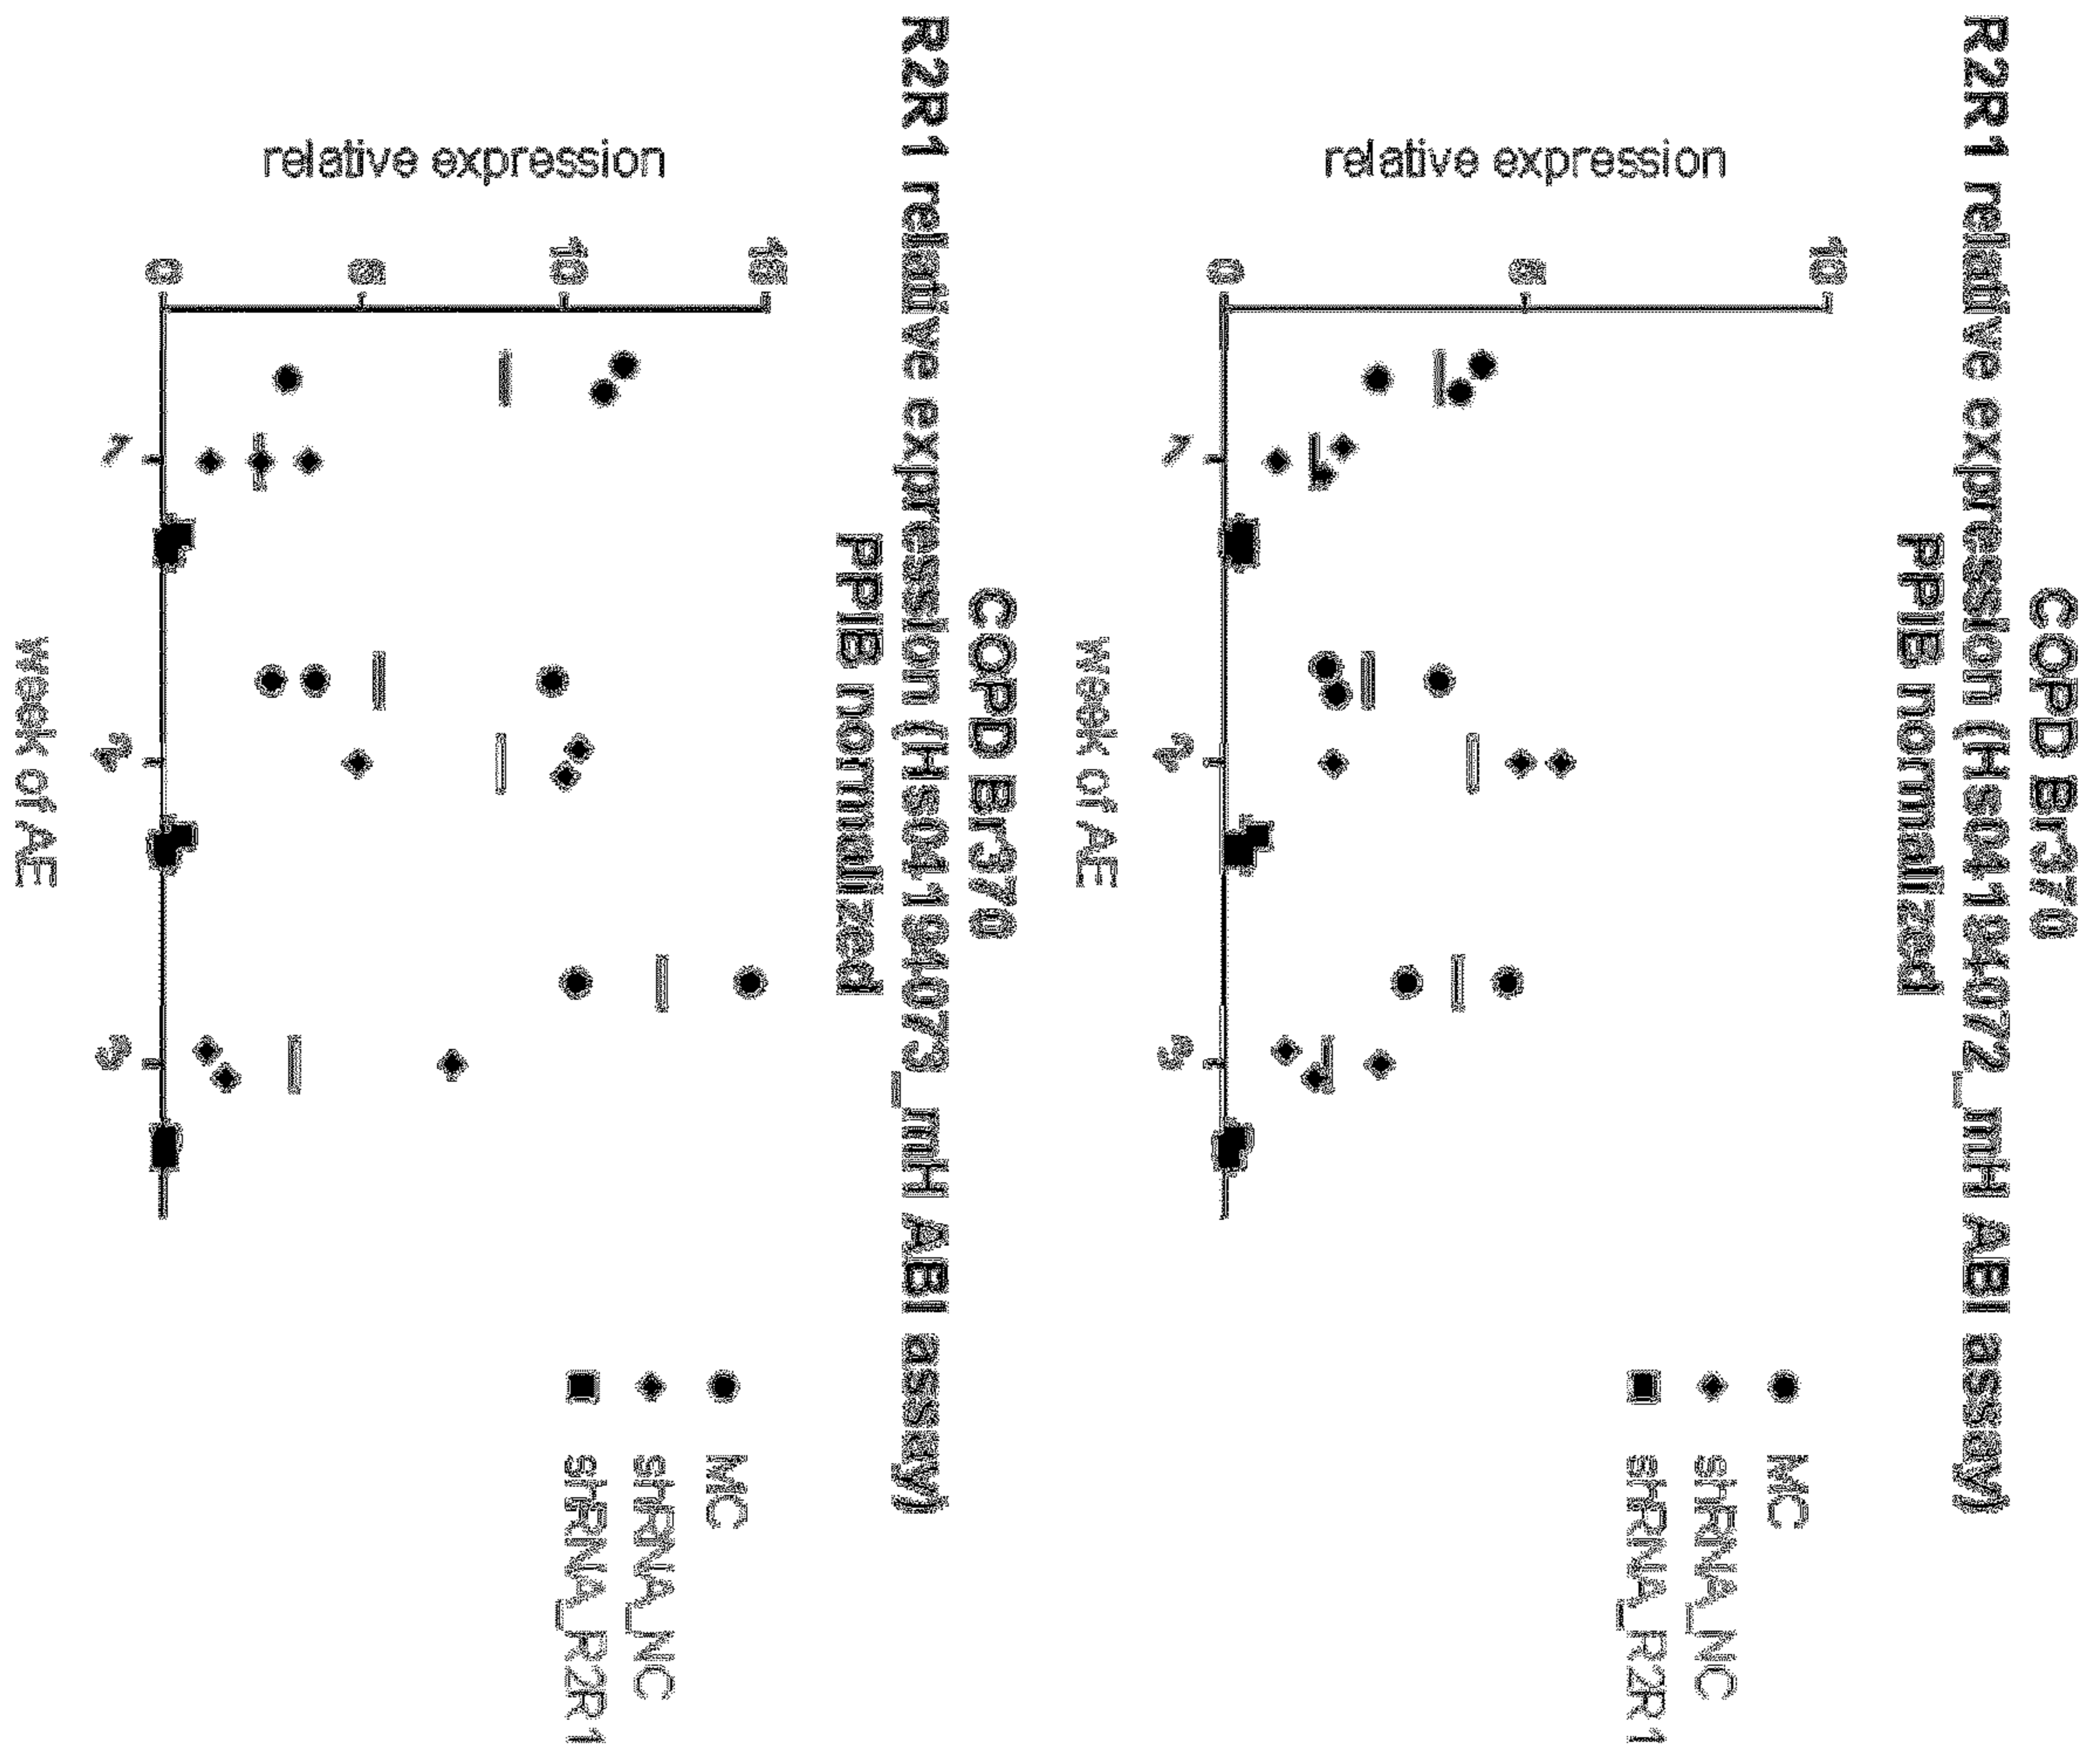 COPD Br370
R2R1 relative expression (Hs04194072_mH ABI assay)
PPIB normalized
relative expression
10
5
0
1
2
3
week of AE
MC
shRNA_NC
shRNA_R2R1
COPD Br370
R2R1 relative expression (Hs04194073_mH ABI assay)
PPIB normalized
relative expression
15
10
5
0
1
2
3
week of AE
MC
shRNA_NC
shRNA_R2R1